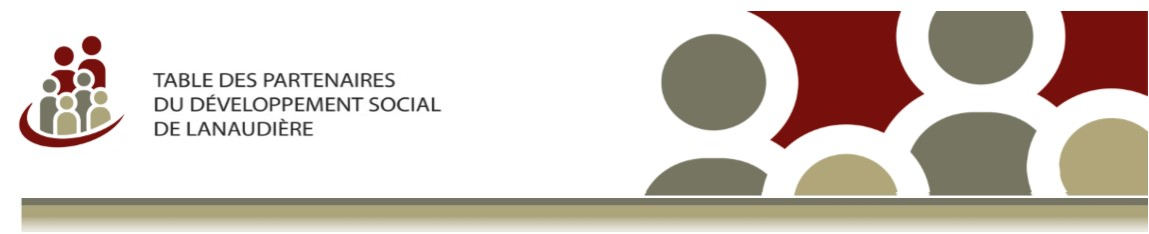 TABLE DES PARTENAIRES
DU DÉVELOPPEMENT SOCIAL
DE LANAUDIÈRE